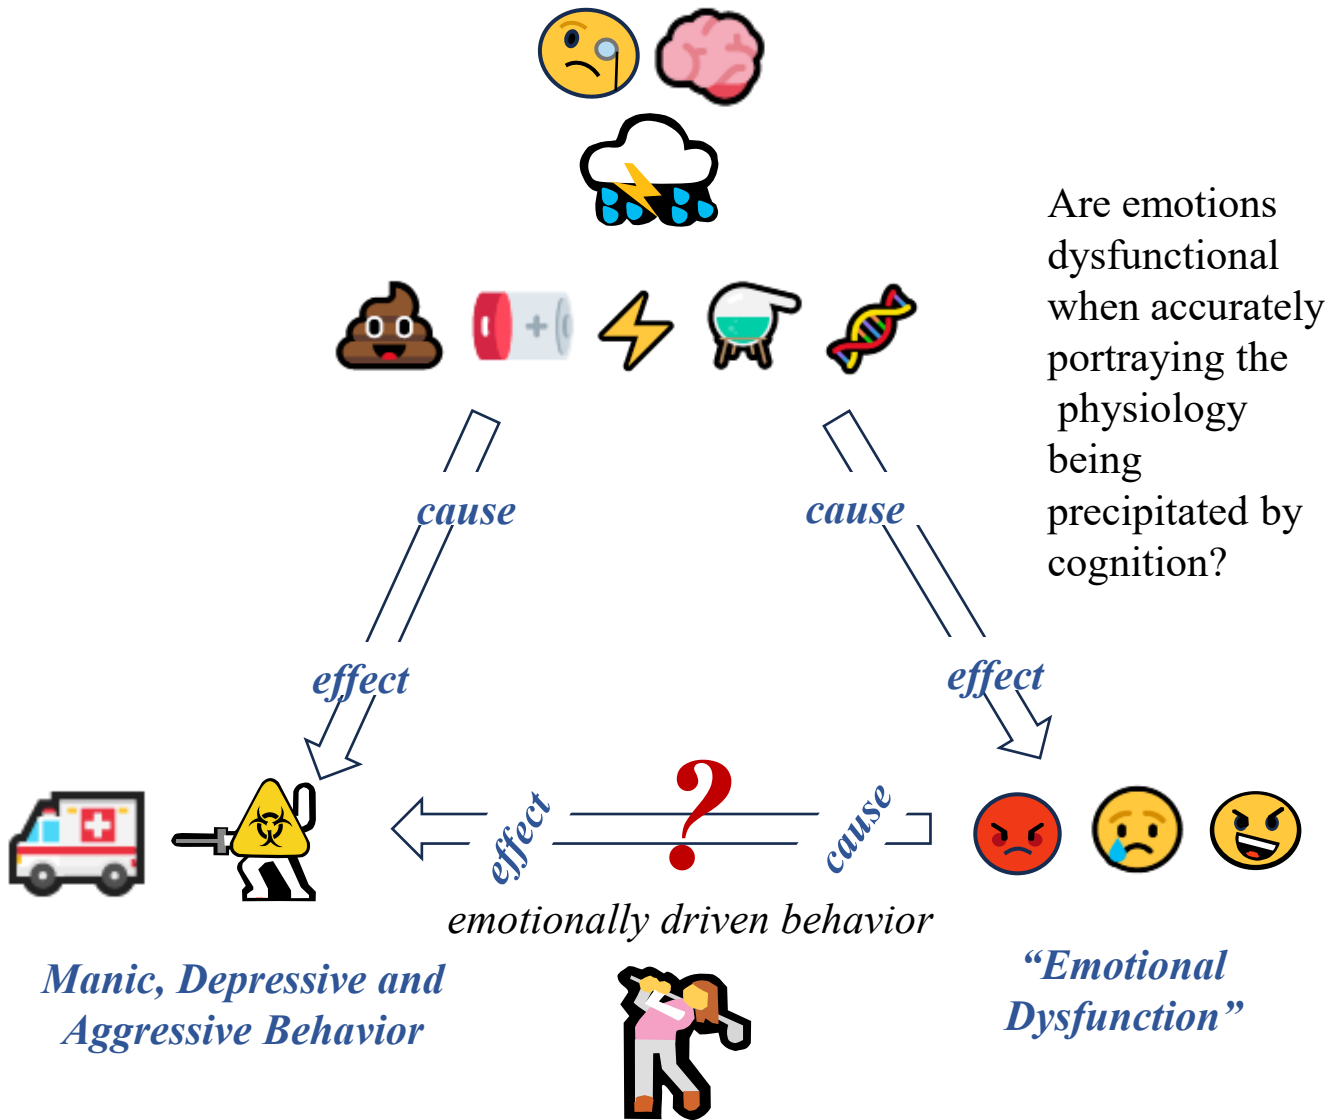 Are emotions
dysfunctional
when accurately
portraying the
physiology
being
precipitated by
cognition?
cause
cause
effect
effect
effect
?
cause
emotionally driven behavior
Manic, Depressive and
Aggressive Behavior
“Emotional
Dysfunction”